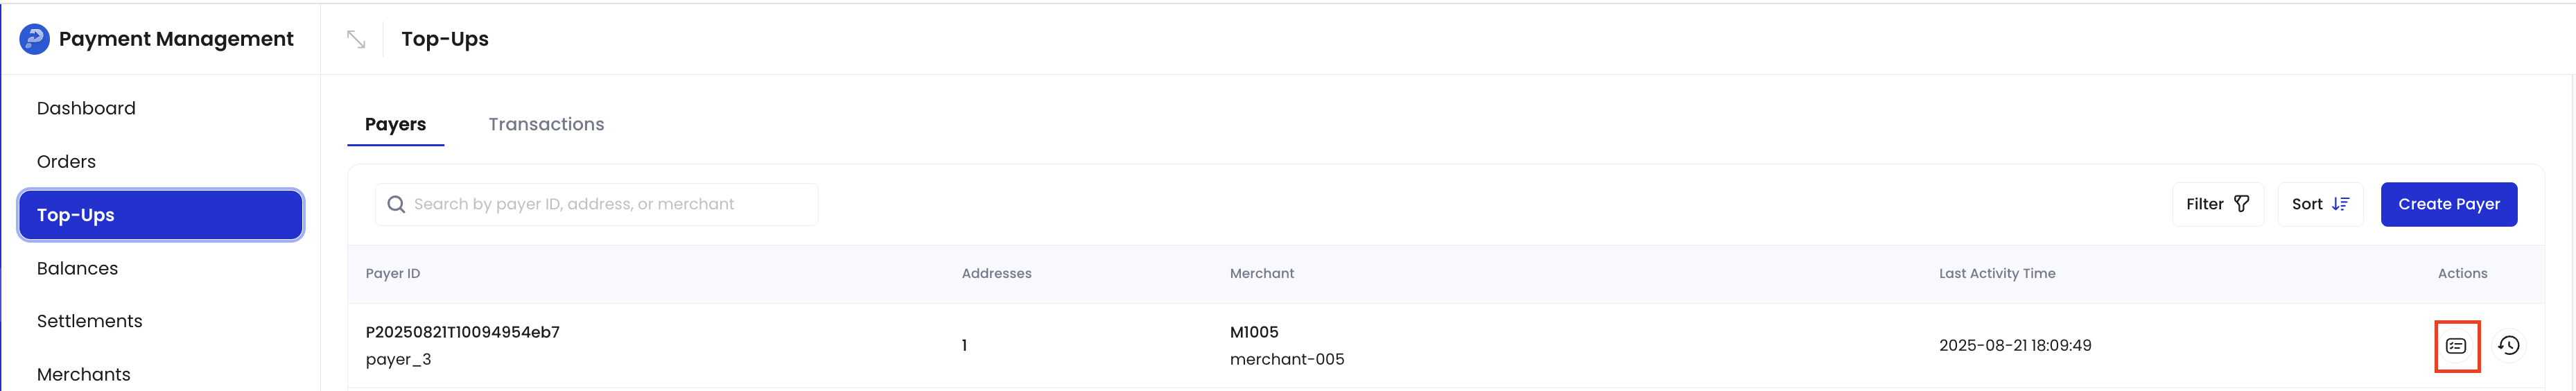 Payment Management
Top-Ups
Dashboard
Orders
Top-Ups
Balances
Settlements
Merchants
Payers
Transactions
Search by payer ID, address, or merchant
Filter
Sort
Create Payer
Payer ID
Addresses
Merchant
Last Activity Time
Actions
P20250821T10094954eb7
payer_3
1
M1005
merchant-005
2025-08-21 18:09:49